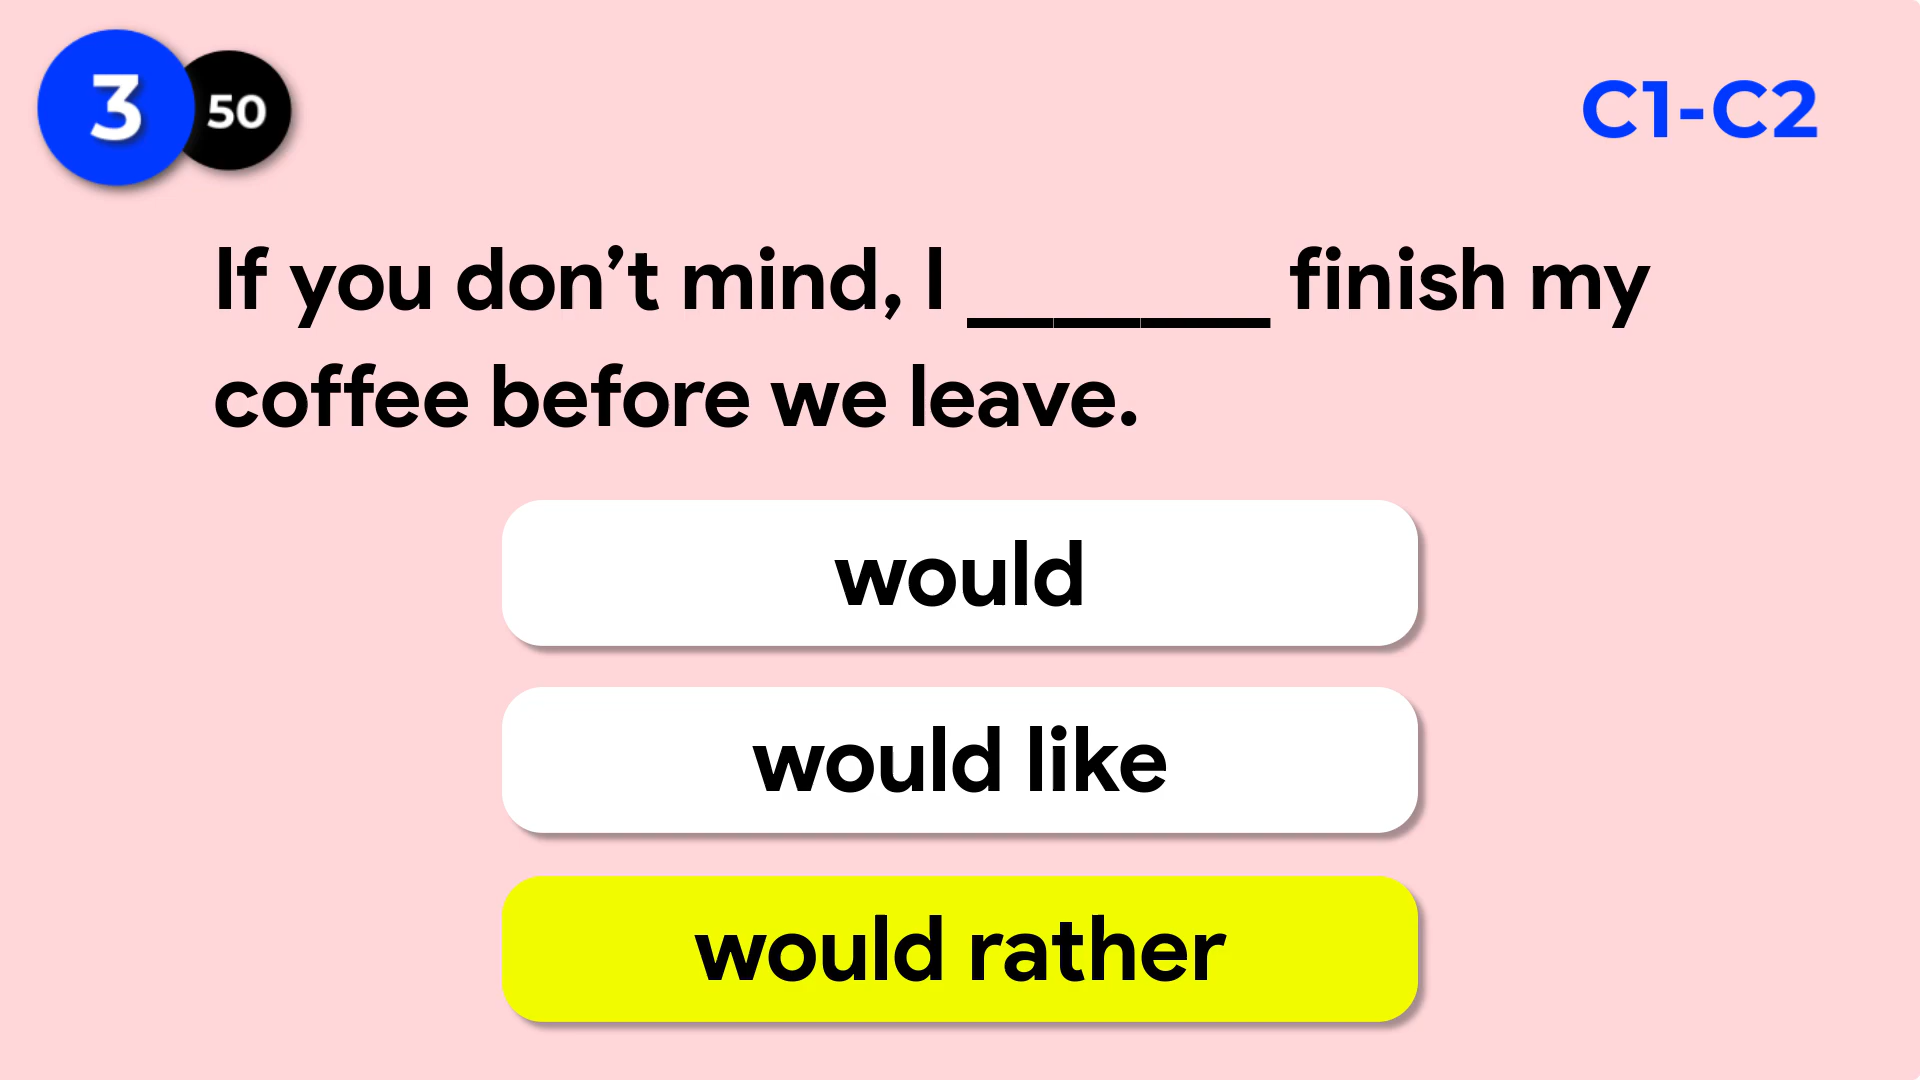 3 50
C1-C2
If you don’t mind, I _______ finish my
coffee before we leave.
would
would like
would rather